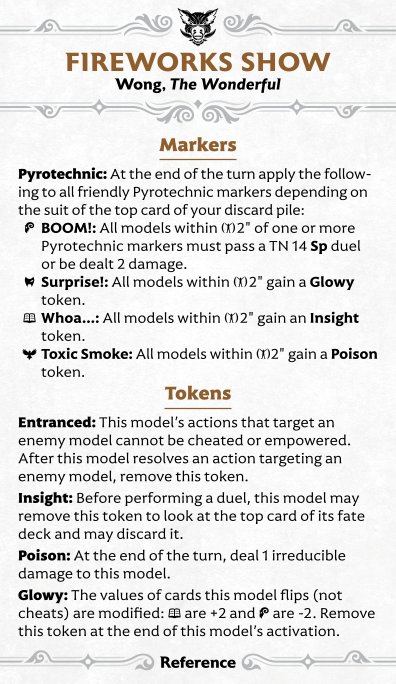 FIREWORKS SHOW
Wong, The Wonderful
Markers
Pyrotechnic: At the end of the turn apply the follow-
ing to all friendly Pyrotechnic markers depending on
the suit of the top card of your discard pile:
BOOM!: All models within 2" of one or more
Pyrotechnic markers must pass a TN 14 Sp duel
or be dealt 2 damage.
Surprise!: All models within 2" gain a Glowy
token.
Whoa...: All models within 2" gain an Insight
token.
Toxic Smoke: All models within 2" gain a Poison
token.
Tokens
Entranced: This model's actions that target an
enemy model cannot be cheated or empowered.
After this model resolves an action targeting an
enemy model, remove this token.
Insight: Before performing a duel, this model may
remove this token to look at the top card of its fate
deck and may discard it.
Poison: At the end of the turn, deal 1 irreducible
damage to this model.
Glowy: The values of cards this model flips (not
cheats) are modified: are +2 and are -2. Remove
this token at the end of this model's activation.
Reference